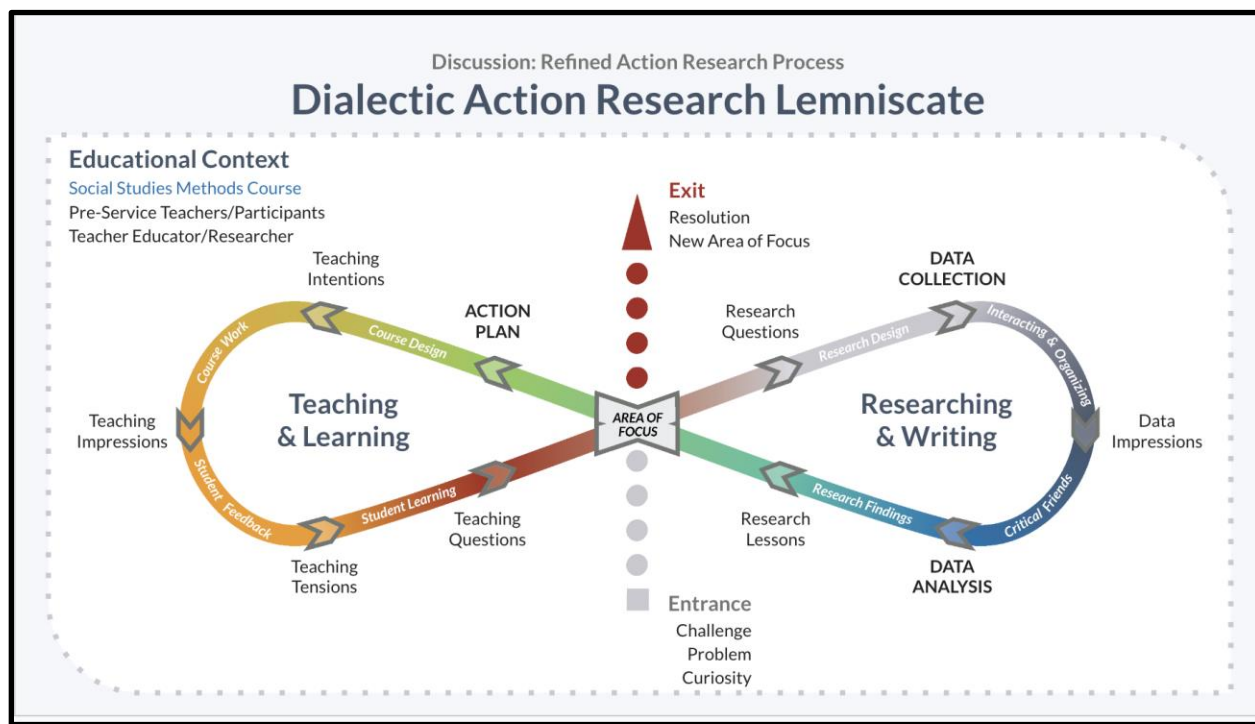 Discussion: Refined Action Research Process
Dialectic Action Research Lemniscate
Educational Context
Social Studies Methods Course
Pre-Service Teachers/Participants
Teacher Educator/Researcher
Exit
Resolution
New Area of Focus
Teaching
Intentions
ACTION
PLAN
Research
Questions
DATA
COLLECTION
Course Work
Course Design
Research Design
Interacting & Organizing
Teaching
Impressions
Teaching
& Learning
AREA OF
FOCUS
Researching
& Writing
Data
Impressions
Student Feedback
Student Learning
Research Findings
Critical Friends
Teaching
Tensions
Teaching
Questions
Research
Lessons
DATA
ANALYSIS
Entrance
Challenge
Problem
Curiosity